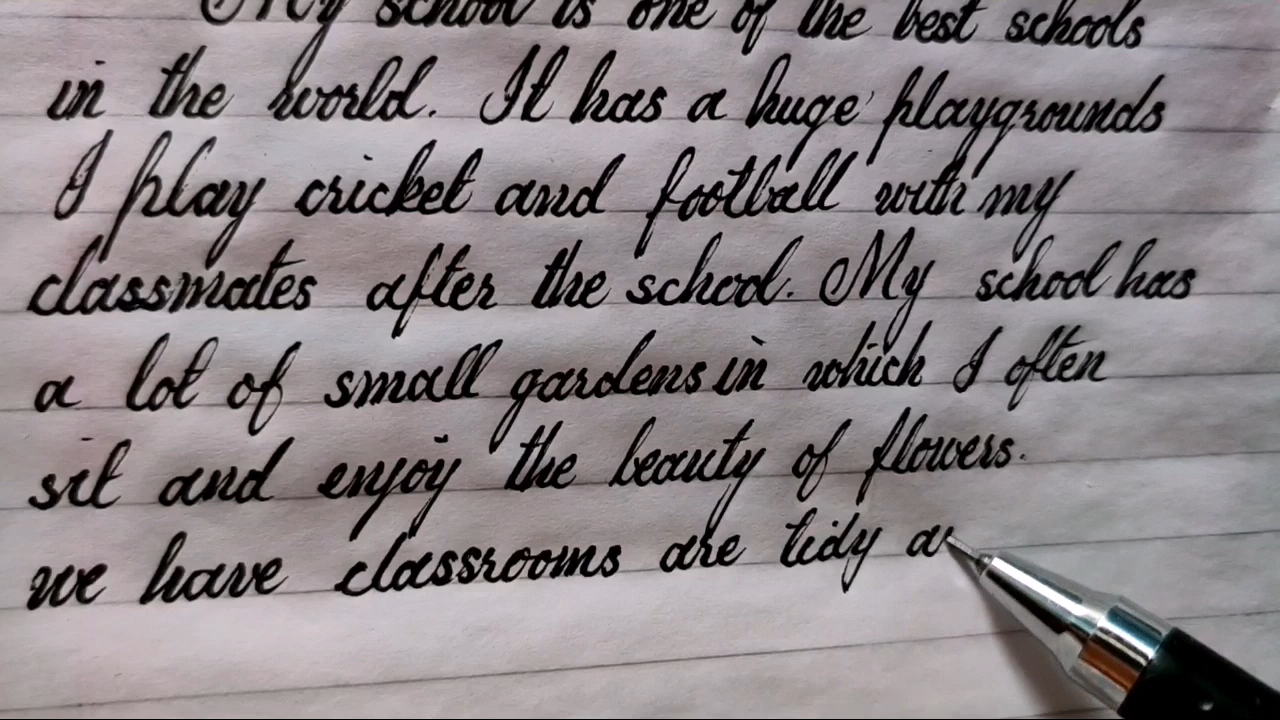 My school is one of the best schools
in the world. It has a huge playgrounds
I play cricket and football with my
classmates after the school. My school has
a lot of small gardens in which I often
sit and enjoy the beauty of flowers.
we have classrooms are tidy a